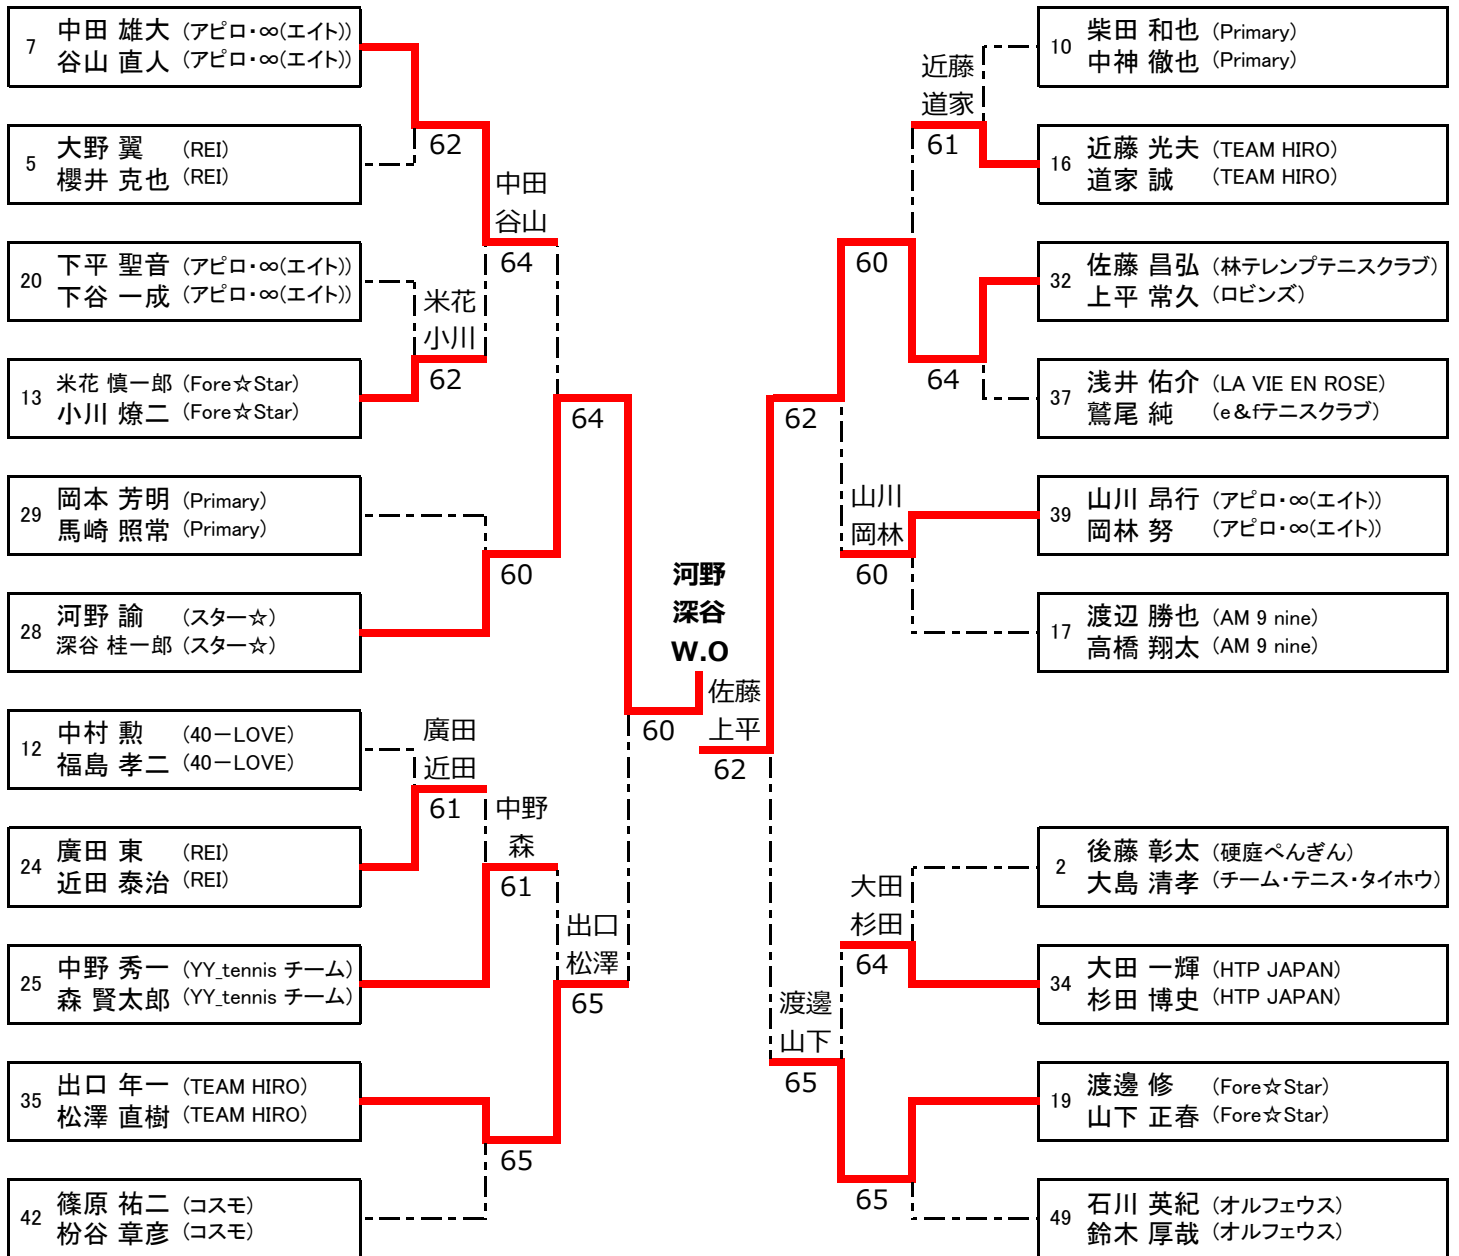 7
中田 雄大 (アピロ・∞(エイト))
谷山 直人 (アピロ・∞(エイト))
5
大野 翼 (REI)
櫻井 克也 (REI)
20
下平 聖音 (アピロ・∞(エイト))
下谷 一成 (アピロ・∞(エイト))
13
米花 慎一郎 (Fore☆Star)
小川 燎二 (Fore☆Star)
29
岡本 芳明 (Primary)
馬崎 照常 (Primary)
28
河野 諭 (スター☆)
深谷 桂一郎 (スター☆)
12
中村 勲 (40ーLOVE)
福島 孝二 (40ーLOVE)
24
廣田 東 (REI)
近田 泰治 (REI)
25
中野 秀一 (YY_tennis チーム)
森 賢太郎 (YY_tennis チーム)
35
出口 年一 (TEAM HIRO)
松澤 直樹 (TEAM HIRO)
42
篠原 祐二 (コスモ)
枌谷 章彦 (コスモ)
62
中田
谷山
64
米花
小川
62
64
60
廣田
近田
61
中野
森
61
出口
松澤
65
65
60
河野
深谷
W.O
佐藤
上平
62
62
60
近藤
道家
61
64
山川
岡林
60
大田
杉田
64
渡邊
山下
65
65
10
柴田 和也 (Primary)
中神 徹也 (Primary)
16
近藤 光夫 (TEAM HIRO)
道家 誠 (TEAM HIRO)
32
佐藤 昌弘 (林テレンプテニスクラブ)
上平 常久 (ロビンズ)
37
浅井 佑介 (LA VIE EN ROSE)
鷲尾 純 (e&fテニスクラブ)
39
山川 昂行 (アピロ・∞(エイト))
岡林 努 (アピロ・∞(エイト))
17
渡辺 勝也 (AM 9 nine)
高橋 翔太 (AM 9 nine)
2
後藤 彰太 (硬庭ぺんぎん)
大島 清孝 (チーム・テニス・タイホウ)
34
大田 一輝 (HTP JAPAN)
杉田 博史 (HTP JAPAN)
19
渡邊 修 (Fore☆Star)
山下 正春 (Fore☆Star)
49
石川 英紀 (オルフェウス)
鈴木 厚哉 (オルフェウス)